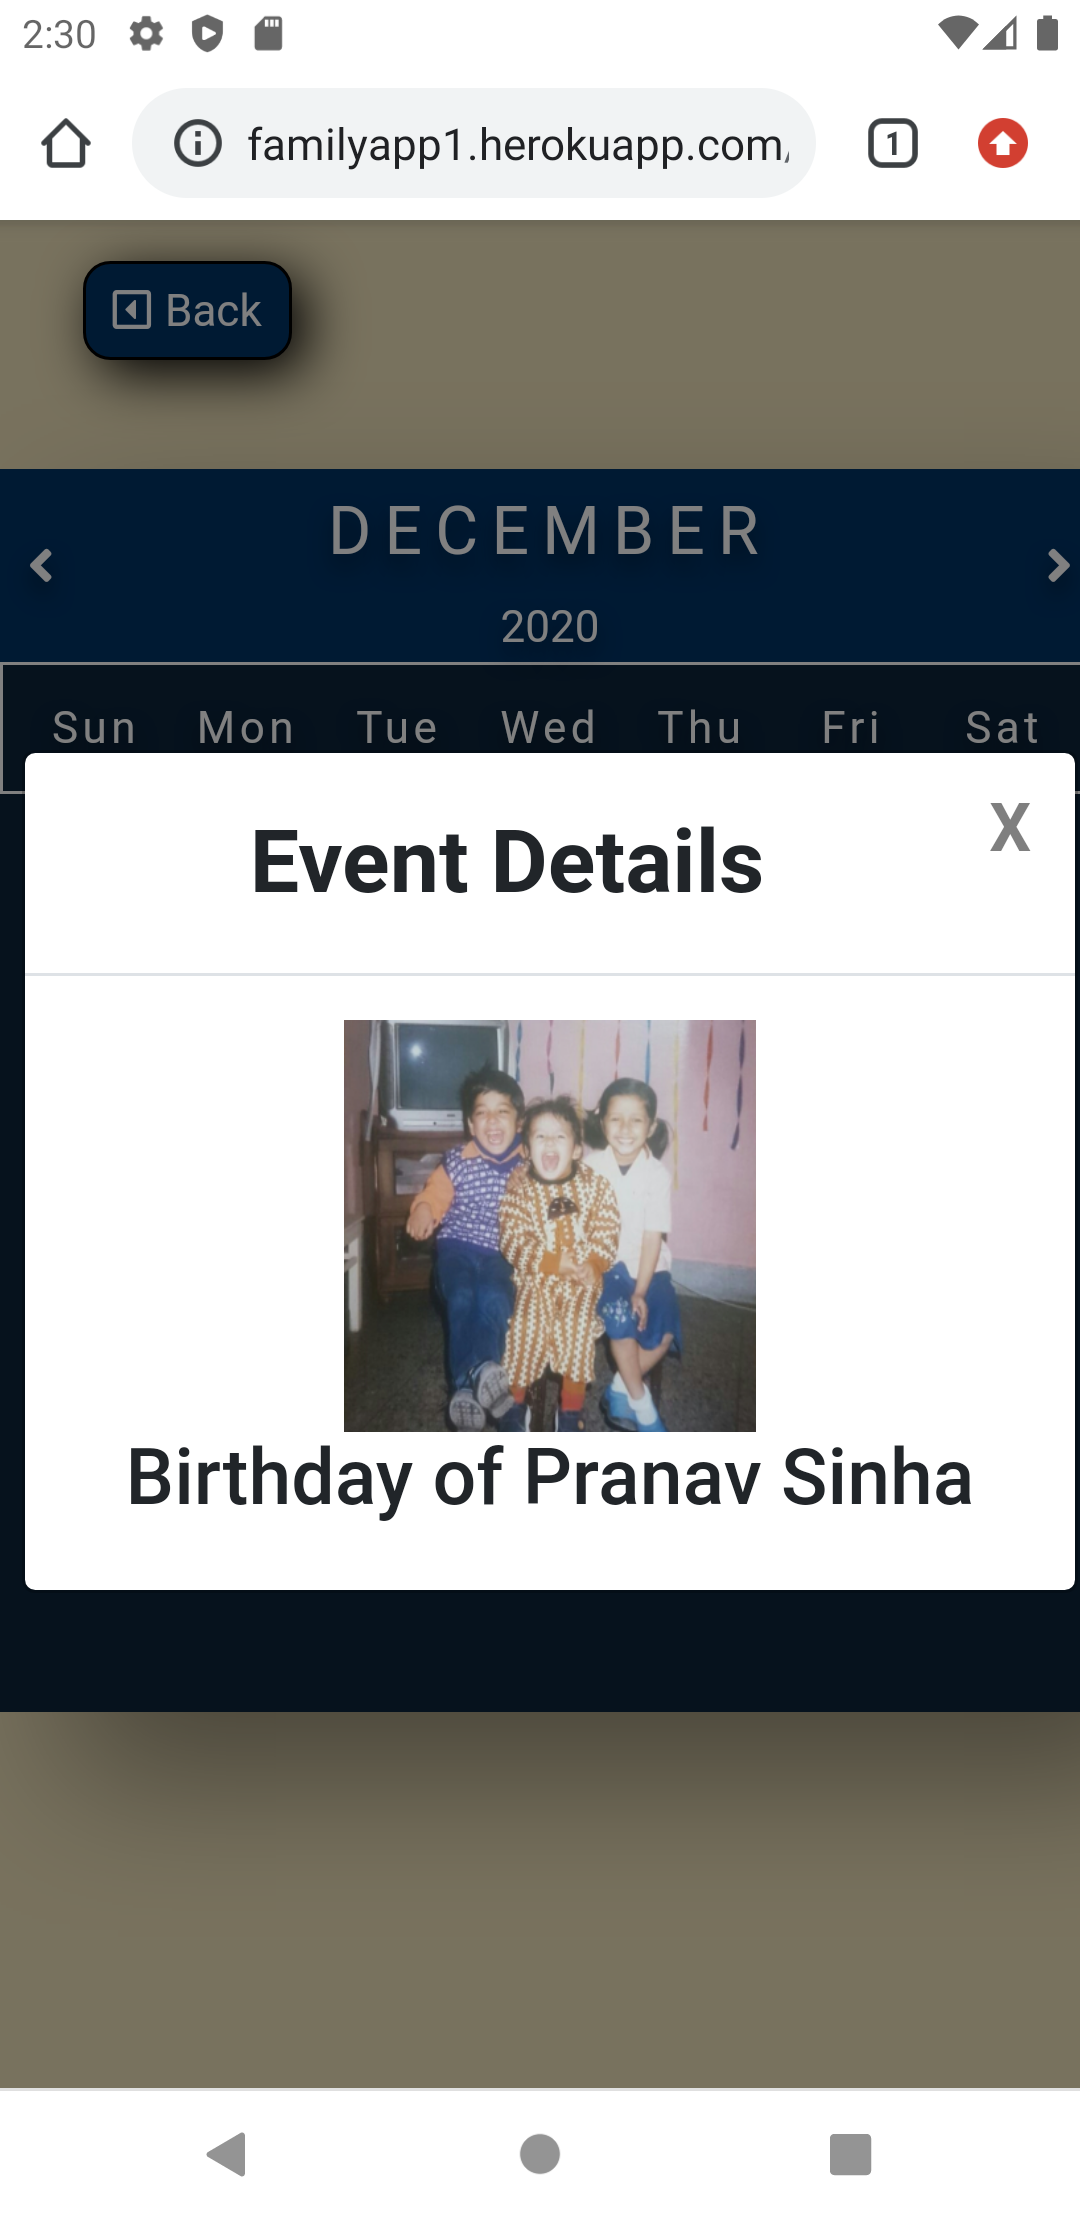 2:30
familyapp1.herokuapp.com
1
Back
DECEMBER
2020
Sun Mon Tue Wed Thu Fri Sat
Event Details
X
Birthday of Pranav Sinha